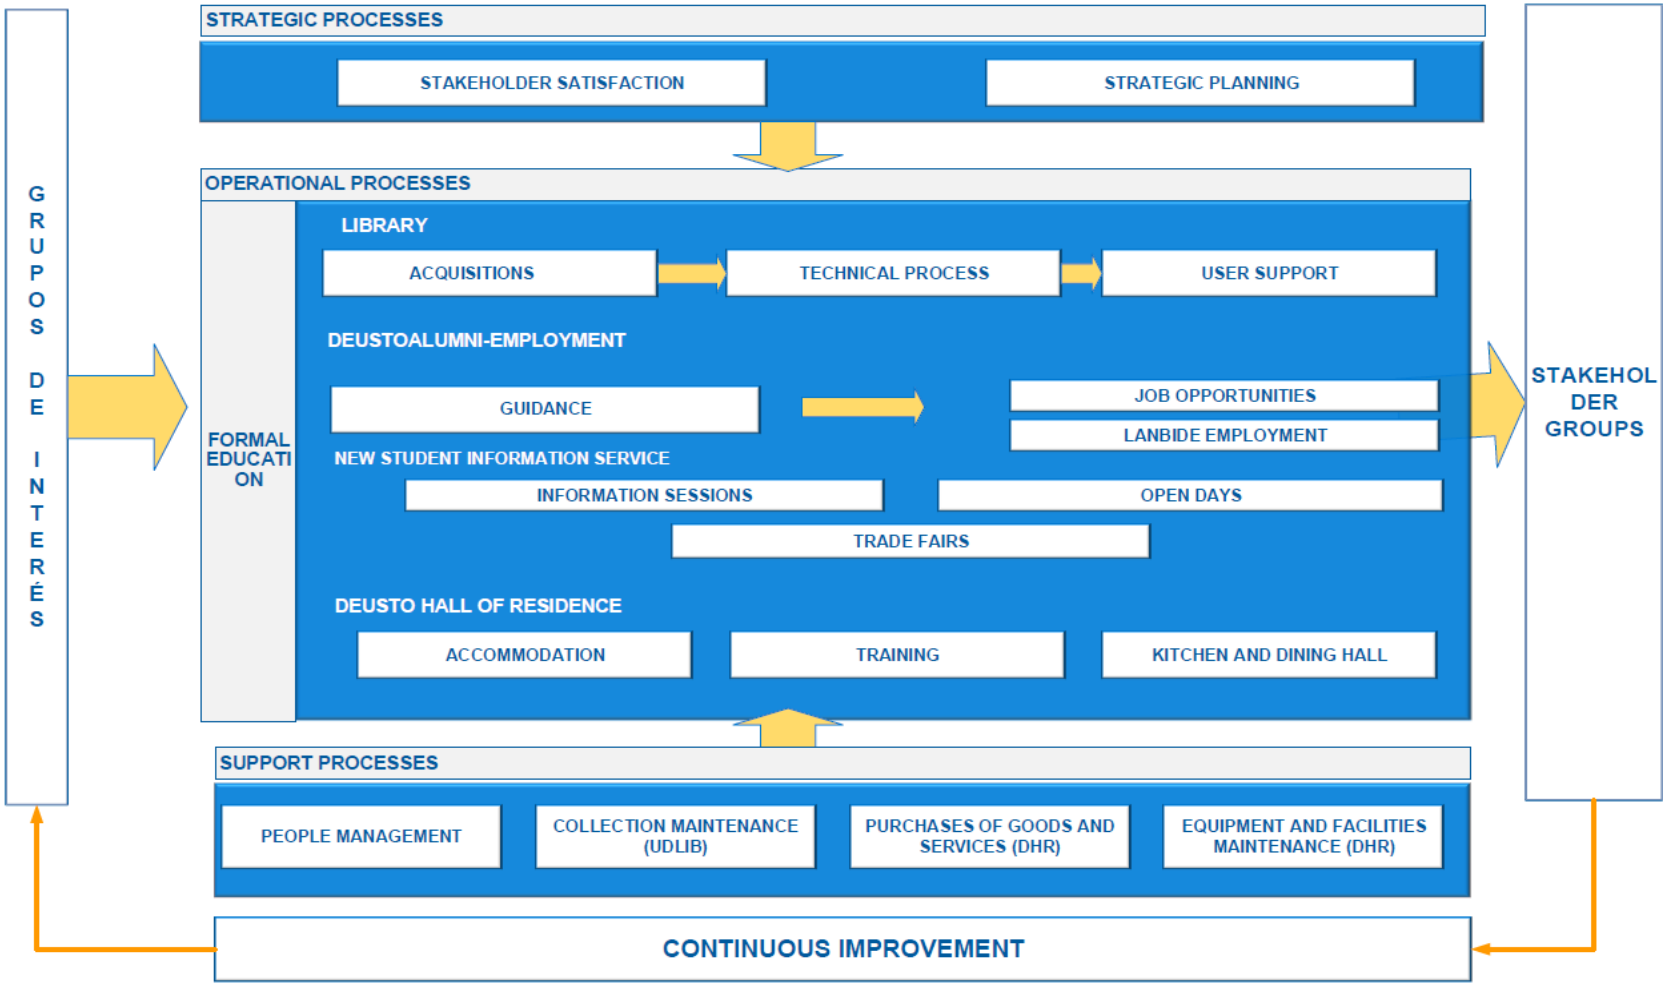 STRATEGIC PROCESSES
STAKEHOLDER SATISFACTION
STRATEGIC PLANNING
GRUPOS DE INTERÉS
OPERATIONAL PROCESSES
FORMAL
EDUCATI
ON
LIBRARY
ACQUISITIONS
TECHNICAL PROCESS
USER SUPPORT
DEUSTOALUMNI-EMPLOYMENT
GUIDANCE
JOB OPPORTUNITIES
LANBIDE EMPLOYMENT
NEW STUDENT INFORMATION SERVICE
INFORMATION SESSIONS
OPEN DAYS
TRADE FAIRS
DEUSTO HALL OF RESIDENCE
ACCOMMODATION
TRAINING
KITCHEN AND DINING HALL
STAKEHOL
DER
GROUPS
SUPPORT PROCESSES
PEOPLE MANAGEMENT
COLLECTION MAINTENANCE
(UDLIB)
PURCHASES OF GOODS AND
SERVICES (DHR)
EQUIPMENT AND FACILITIES
MAINTENANCE (DHR)
CONTINUOUS IMPROVEMENT